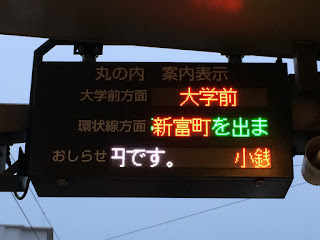 丸の内 案内表示
大学前方面 大学前
環状線方面 新富町を出ま
おしらせ 円です。 小銭